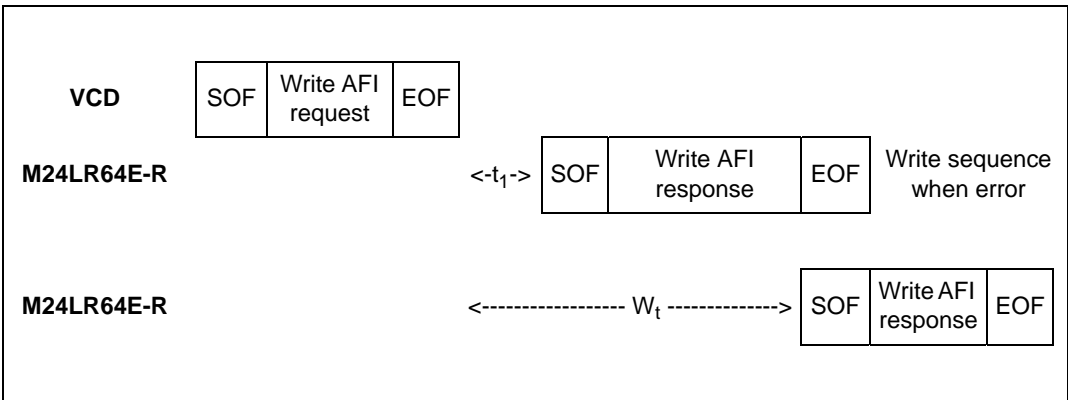 VCD SOF Write AFI request EOF
M24LR64E-R <-t1-> SOF Write AFI response EOF Write sequence when error
M24LR64E-R <------------------ Wt --------------> SOF Write AFI response EOF